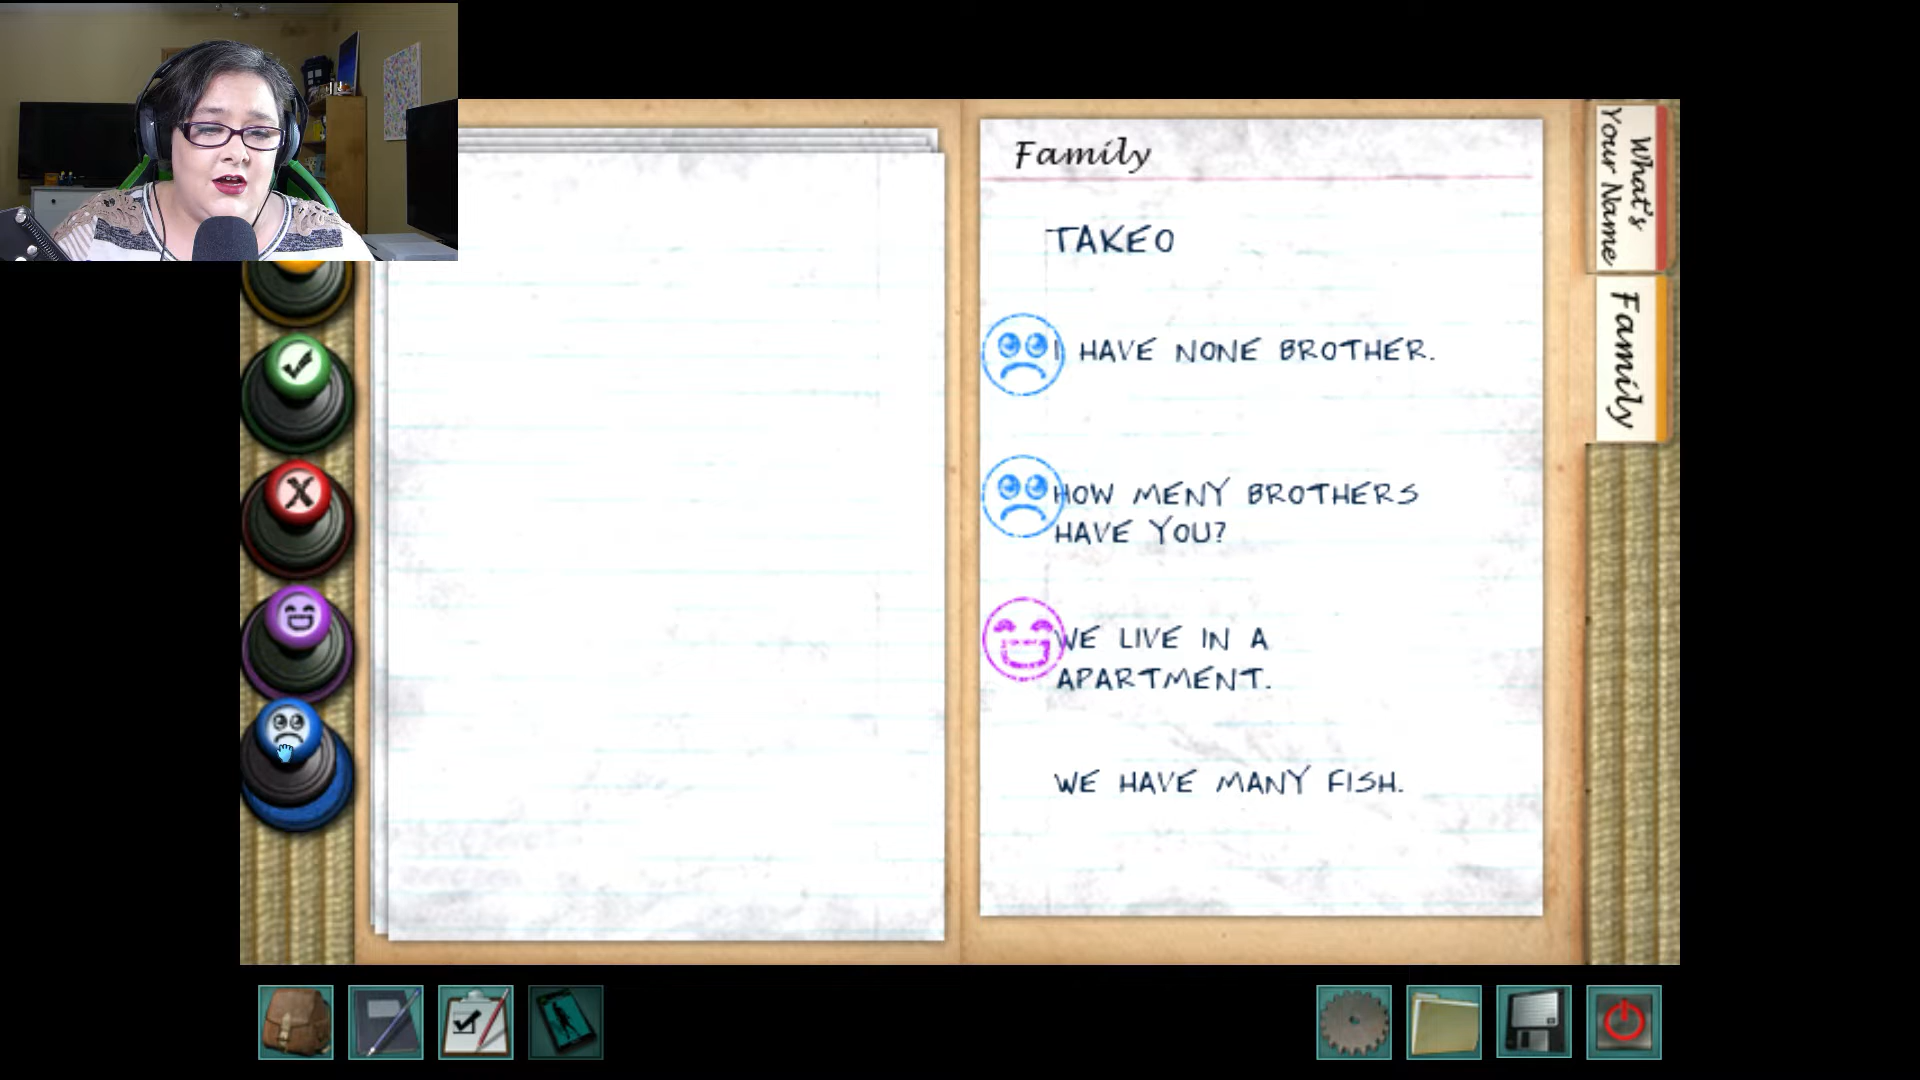 Family
TAKEO
I HAVE NONE BROTHER.
HOW MENY BROTHERS
HAVE YOU?
WE LIVE IN A
APARTMENT.
WE HAVE MANY FISH.
What's
Your Name
Family
X